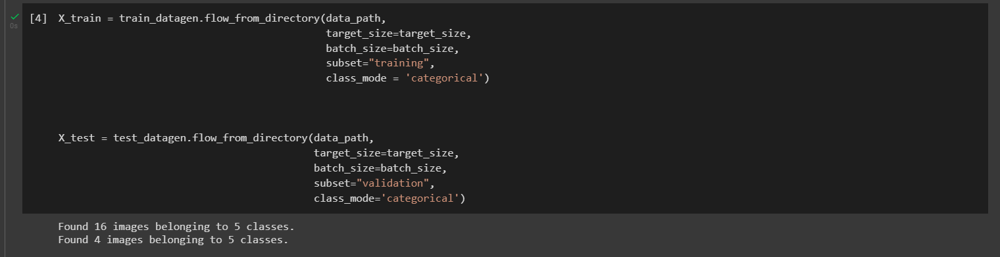 [4] X_train = train_datagen.flow_from_directory(data_path,
target_size=target_size,
batch_size=batch_size,
subset="training",
class_mode = 'categorical')
X_test = test_datagen.flow_from_directory(data_path,
target_size=target_size,
batch_size=batch_size,
subset="validation",
class_mode='categorical')
0s
Found 16 images belonging to 5 classes.
Found 4 images belonging to 5 classes.